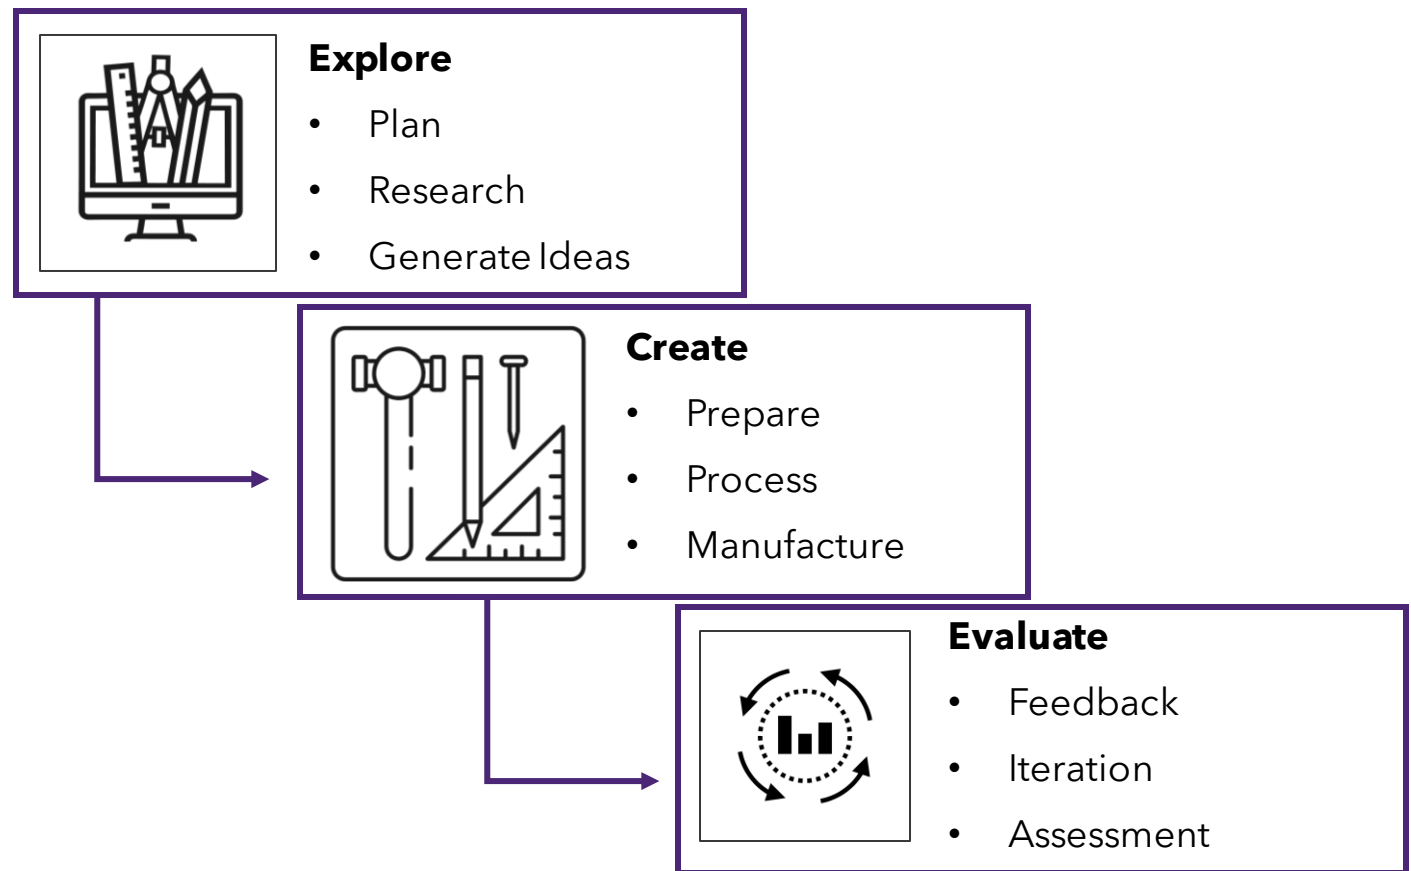 Explore
• Plan
• Research
• Generate Ideas
Create
• Prepare
• Process
• Manufacture
Evaluate
• Feedback
• Iteration
• Assessment